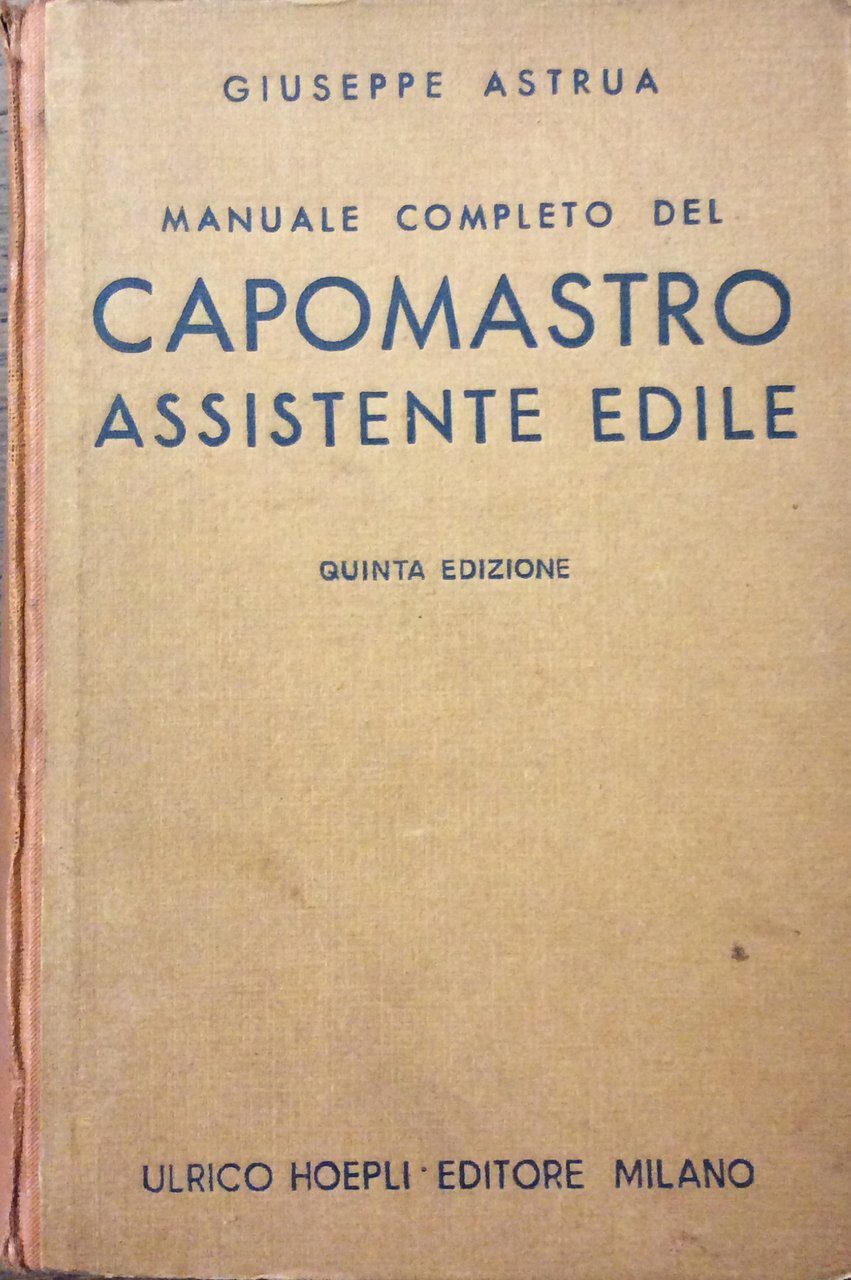 GIUSEPPE ASTRUA
MANUALE COMPLETO DEL
CAPOMASTRO
ASSISTENTE EDILE
QUINTA EDIZIONE
ULRICO HOEPLI · EDITORE MILANO